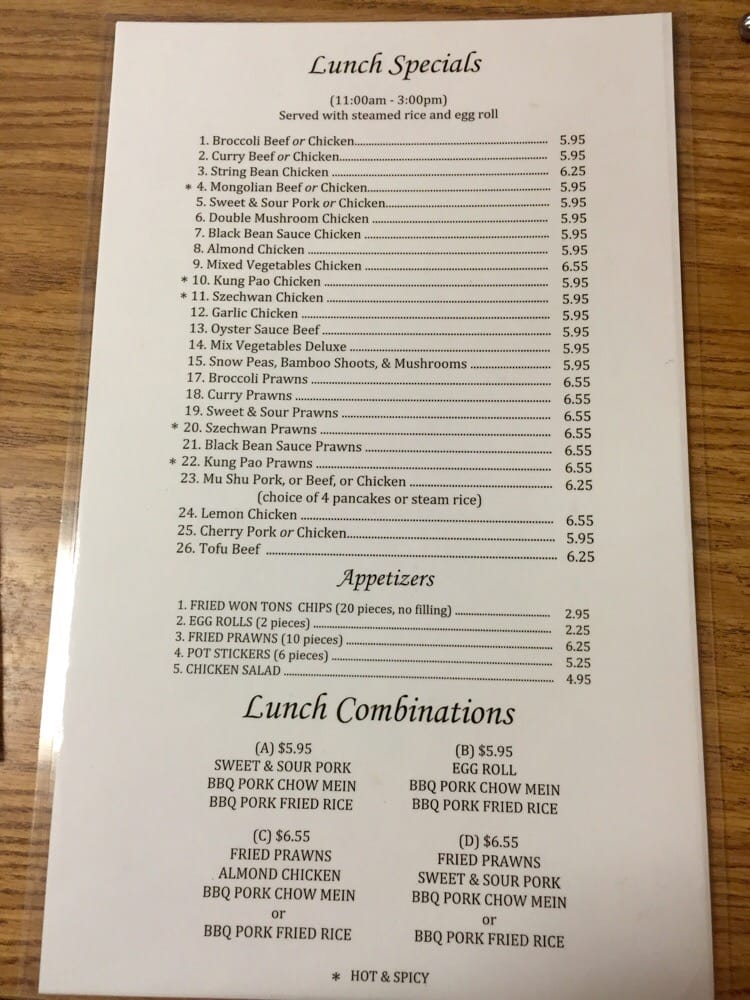 Lunch Specials
(11:00am - 3:00pm)
Served with steamed rice and egg roll
1. Broccoli Beef or Chicken 5.95
2. Curry Beef or Chicken 5.95
3. String Bean Chicken 6.25
* 4. Mongolian Beef or Chicken 5.95
5. Sweet & Sour Pork or Chicken 5.95
6. Double Mushroom Chicken 5.95
7. Black Bean Sauce Chicken 5.95
8. Almond Chicken 5.95
9. Mixed Vegetables Chicken 6.55
* 10. Kung Pao Chicken 5.95
* 11. Szechwan Chicken 5.95
12. Garlic Chicken 5.95
13. Oyster Sauce Beef 5.95
14. Mix Vegetables Deluxe 5.95
15. Snow Peas, Bamboo Shoots, & Mushrooms 5.95
17. Broccoli Prawns 6.55
18. Curry Prawns 6.55
19. Sweet & Sour Prawns 6.55
* 20. Szechwan Prawns 6.55
21. Black Bean Sauce Prawns 6.55
* 22. Kung Pao Prawns 6.55
23. Mu Shu Pork, or Beef, or Chicken 6.25
(choice of 4 pancakes or steam rice)
24. Lemon Chicken 6.55
25. Cherry Pork or Chicken 5.95
26. Tofu Beef 6.25
Appetizers
1. FRIED WON TONS CHIPS (20 pieces, no filling) 2.95
2. EGG ROLLS (2 pieces) 2.25
3. FRIED PRAWNS (10 pieces) 6.25
4. POT STICKERS (6 pieces) 5.25
5. CHICKEN SALAD 4.95
Lunch Combinations
(A) $5.95
SWEET & SOUR PORK
BBQ PORK CHOW MEIN
BBQ PORK FRIED RICE
(B) $5.95
EGG ROLL
BBQ PORK CHOW MEIN
BBQ PORK FRIED RICE
(C) $6.55
FRIED PRAWNS
ALMOND CHICKEN
BBQ PORK CHOW MEIN
or
BBQ PORK FRIED RICE
(D) $6.55
FRIED PRAWNS
SWEET & SOUR PORK
BBQ PORK CHOW MEIN
or
BBQ PORK FRIED RICE
* HOT & SPICY